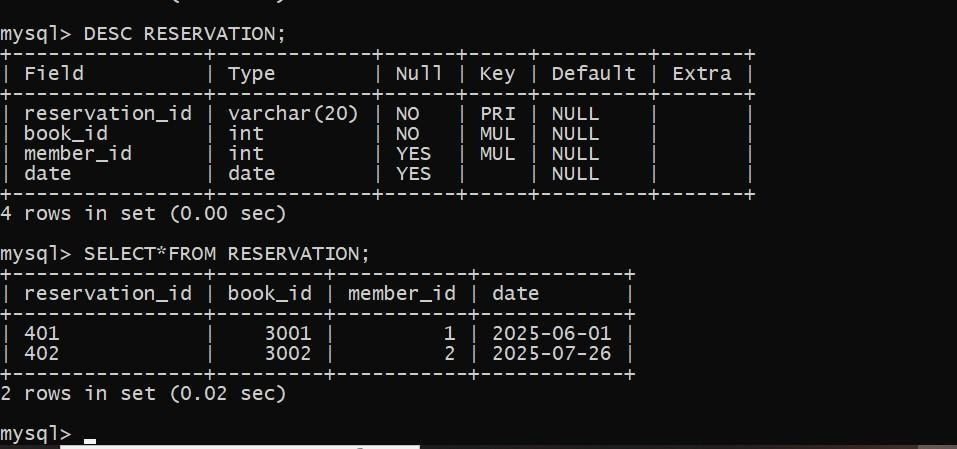 mysql> DESC RESERVATION;
+----------------+-------------+------+-----+---------+-------+
| Field          | Type        | Null | Key | Default | Extra |
+----------------+-------------+------+-----+---------+-------+
| reservation_id | varchar(20) | NO   | PRI | NULL    |       |
| book_id        | int         | NO   | MUL | NULL    |       |
| member_id      | int         | YES  | MUL | NULL    |       |
| date           | date        | YES  |     | NULL    |       |
+----------------+-------------+------+-----+---------+-------+
4 rows in set (0.00 sec)
mysql> SELECT*FROM RESERVATION;
+----------------+---------+-----------+------------+
| reservation_id | book_id | member_id | date       |
+----------------+---------+-----------+------------+
| 401            |    3001 |         1 | 2025-06-01 |
| 402            |    3002 |         2 | 2025-07-26 |
+----------------+---------+-----------+------------+
2 rows in set (0.02 sec)
mysql>